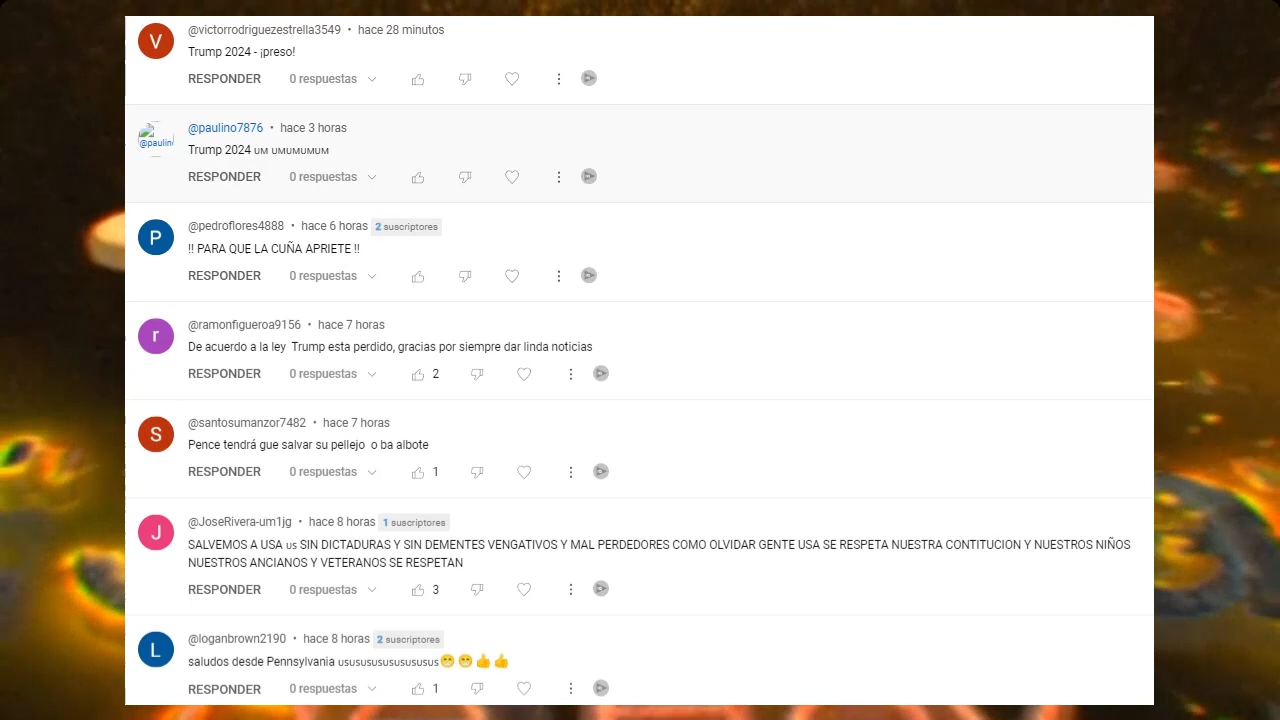 @victorrodriguezestrella3549 • hace 28 minutos
Trump 2024 - ¡preso!
RESPONDER 0 respuestas
@paulino7876 • hace 3 horas
@paulin
Trump 2024 ᴜᴍ ᴜᴍᴜᴍᴜᴍᴜᴍ
RESPONDER 0 respuestas
P @pedroflores4888 • hace 6 horas 2 suscriptores
!! PARA QUE LA CUÑA APRIETE !!
RESPONDER 0 respuestas
r @ramonfigueroa9156 • hace 7 horas
De acuerdo a la ley Trump esta perdido, gracias por siempre dar linda noticias
RESPONDER 0 respuestas 2
S @santosumanzor7482 • hace 7 horas
Pence tendrá gue salvar su pellejo o ba albote
RESPONDER 0 respuestas 1
J @JoseRivera-um1jg • hace 8 horas 1 suscriptores
SALVEMOS A USA us SIN DICTADURAS Y SIN DEMENTES VENGATIVOS Y MAL PERDEDORES COMO OLVIDAR GENTE USA SE RESPETA NUESTRA CONTITUCION Y NUESTROS NIÑOS
NUESTROS ANCIANOS Y VETERANOS SE RESPETAN
RESPONDER 0 respuestas 3
L @loganbrown2190 • hace 8 horas 2 suscriptores
saludos desde Pennsylvania ususususususususus😁😁👍👍
RESPONDER 0 respuestas 1